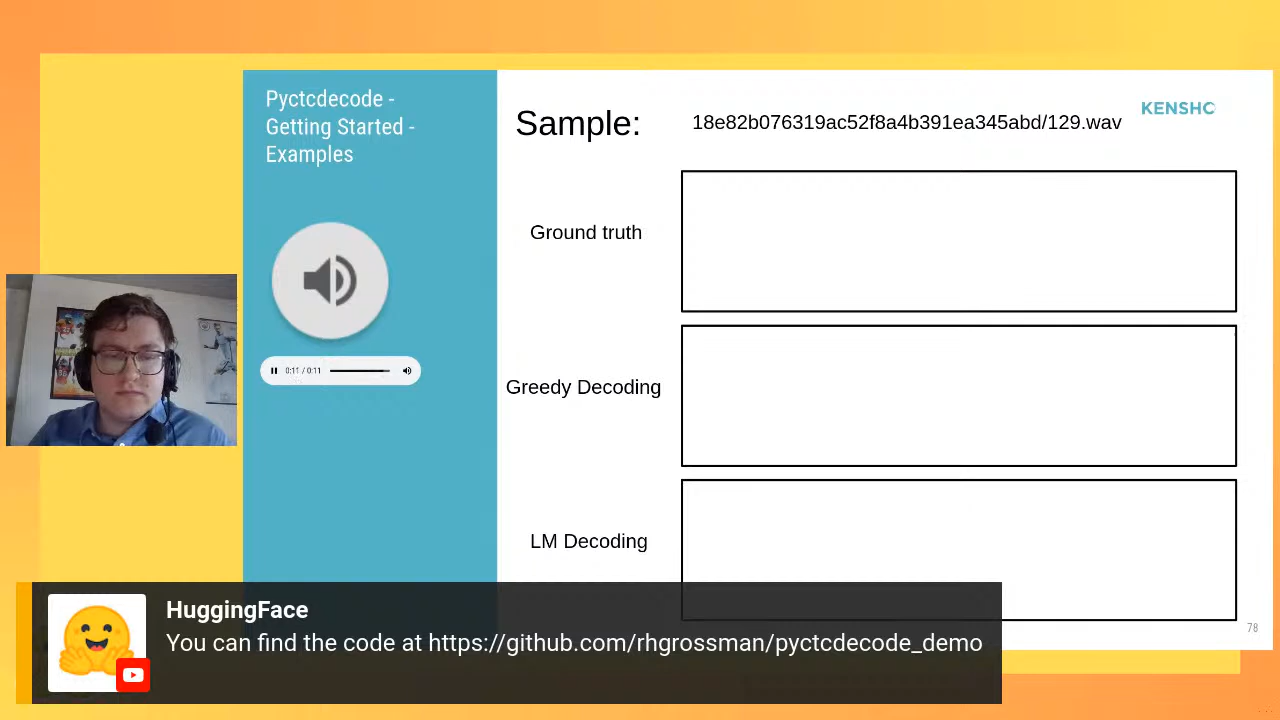 Pyctcdecode -
Getting Started -
Examples
Sample:
18e82b076319ac52f8a4b391ea345abd/129.wav
KENSHO
Ground truth
0:11 / 0:11
Greedy Decoding
LM Decoding
HuggingFace
You can find the code at https://github.com/rhgrossman/pyctcdecode_demo
78